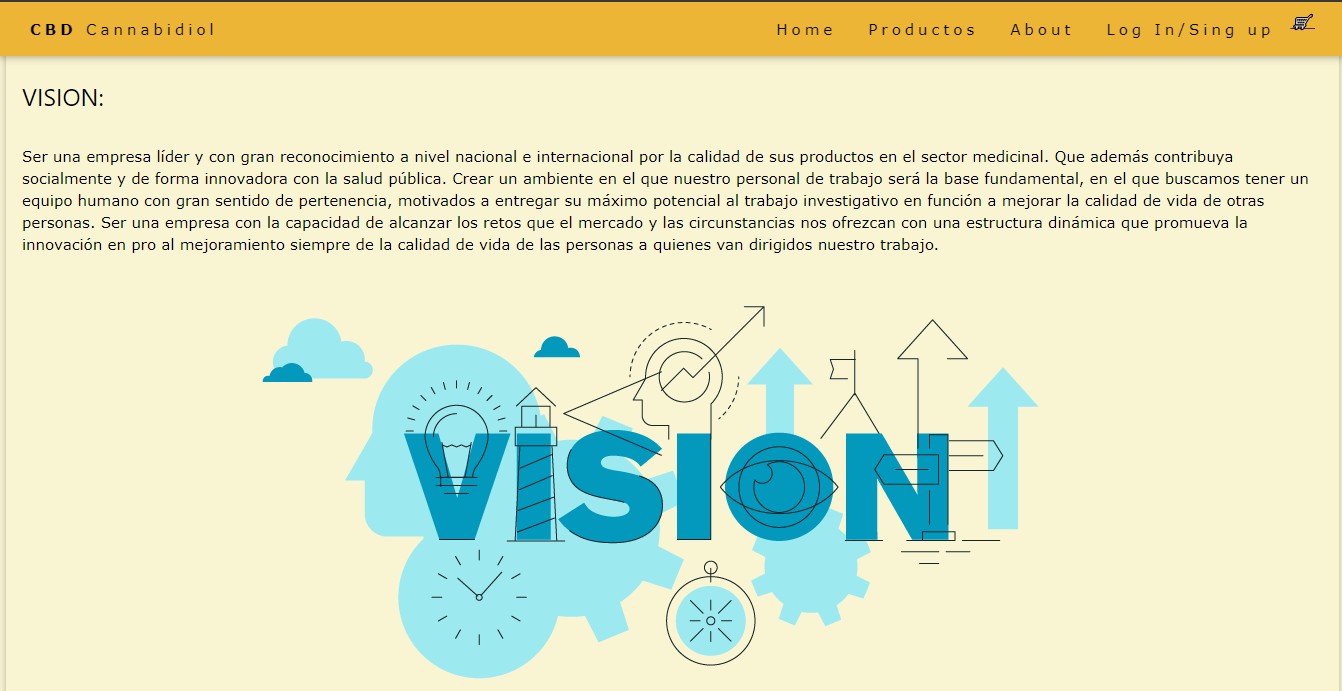 CBD Cannabidiol Home Productos About Log In/Sing up
VISION:
Ser una empresa líder y con gran reconocimiento a nivel nacional e internacional por la calidad de sus productos en el sector medicinal. Que además contribuya
socialmente y de forma innovadora con la salud pública. Crear un ambiente en el que nuestro personal de trabajo será la base fundamental, en el que buscamos tener un
equipo humano con gran sentido de pertenencia, motivados a entregar su máximo potencial al trabajo investigativo en función a mejorar la calidad de vida de otras
personas. Ser una empresa con la capacidad de alcanzar los retos que el mercado y las circunstancias nos ofrezcan con una estructura dinámica que promueva la
innovación en pro al mejoramiento siempre de la calidad de vida de las personas a quienes van dirigidos nuestro trabajo.
VISION